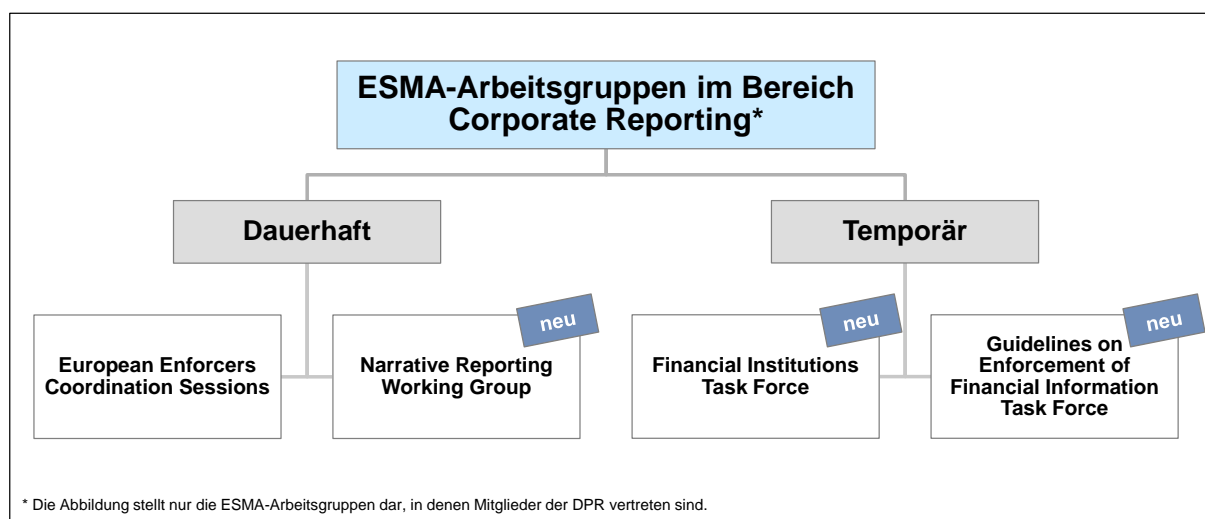 ESMA-Arbeitsgruppen im Bereich
Corporate Reporting*
Dauerhaft
Temporär
European Enforcers
Coordination Sessions
neu
Narrative Reporting
Working Group
neu
Financial Institutions
Task Force
neu
Guidelines on
Enforcement of
Financial Information
Task Force
* Die Abbildung stellt nur die ESMA-Arbeitsgruppen dar, in denen Mitglieder der DPR vertreten sind.